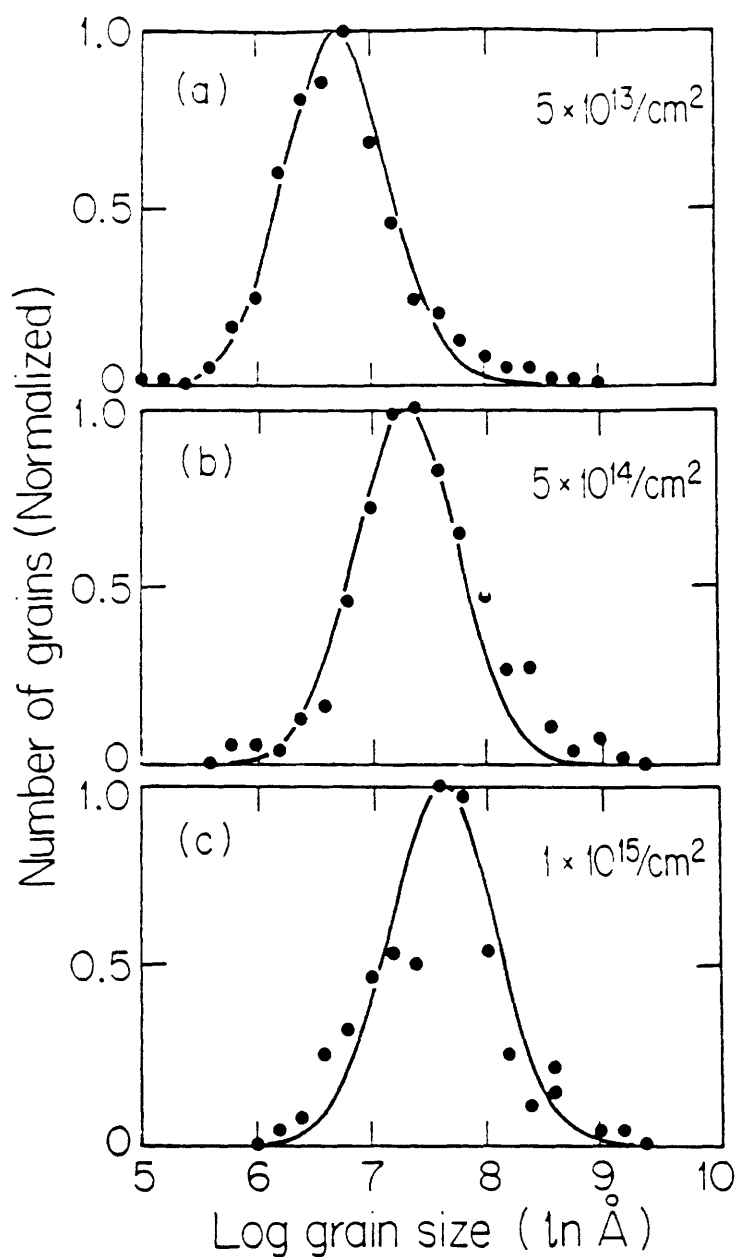 Number of grains (Normalized)
1.0
0.5
0
(a)
5 × 10¹³/cm²
1.0
0.5
0
(b)
5 × 10¹⁴/cm²
1.0
0.5
0
(c)
1 × 10¹⁵/cm²
5 6 7 8 9 10
Log grain size (ln Å)